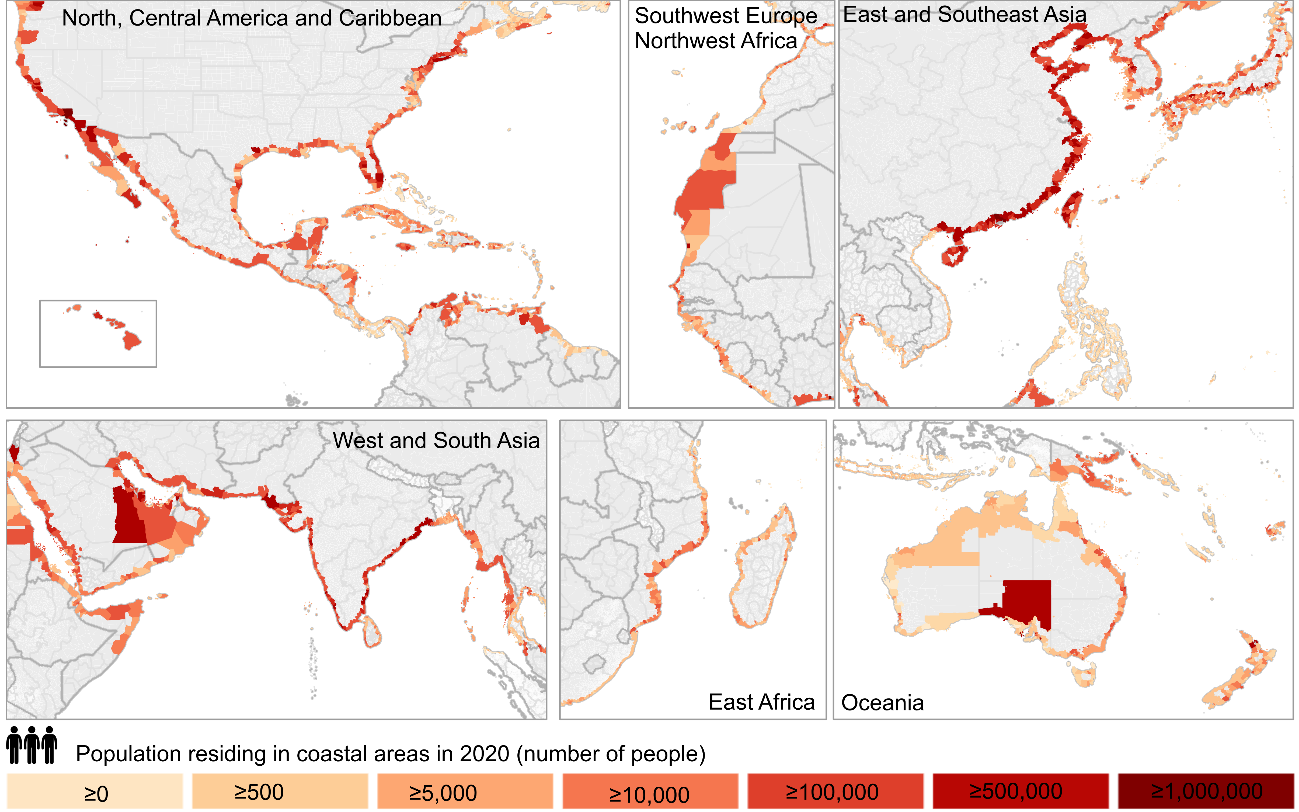 North, Central America and Caribbean
Southwest Europe
Northwest Africa
East and Southeast Asia
West and South Asia
East Africa
Oceania
Population residing in coastal areas in 2020 (number of people)
≥0
≥500
≥5,000
≥10,000
≥100,000
≥500,000
≥1,000,000